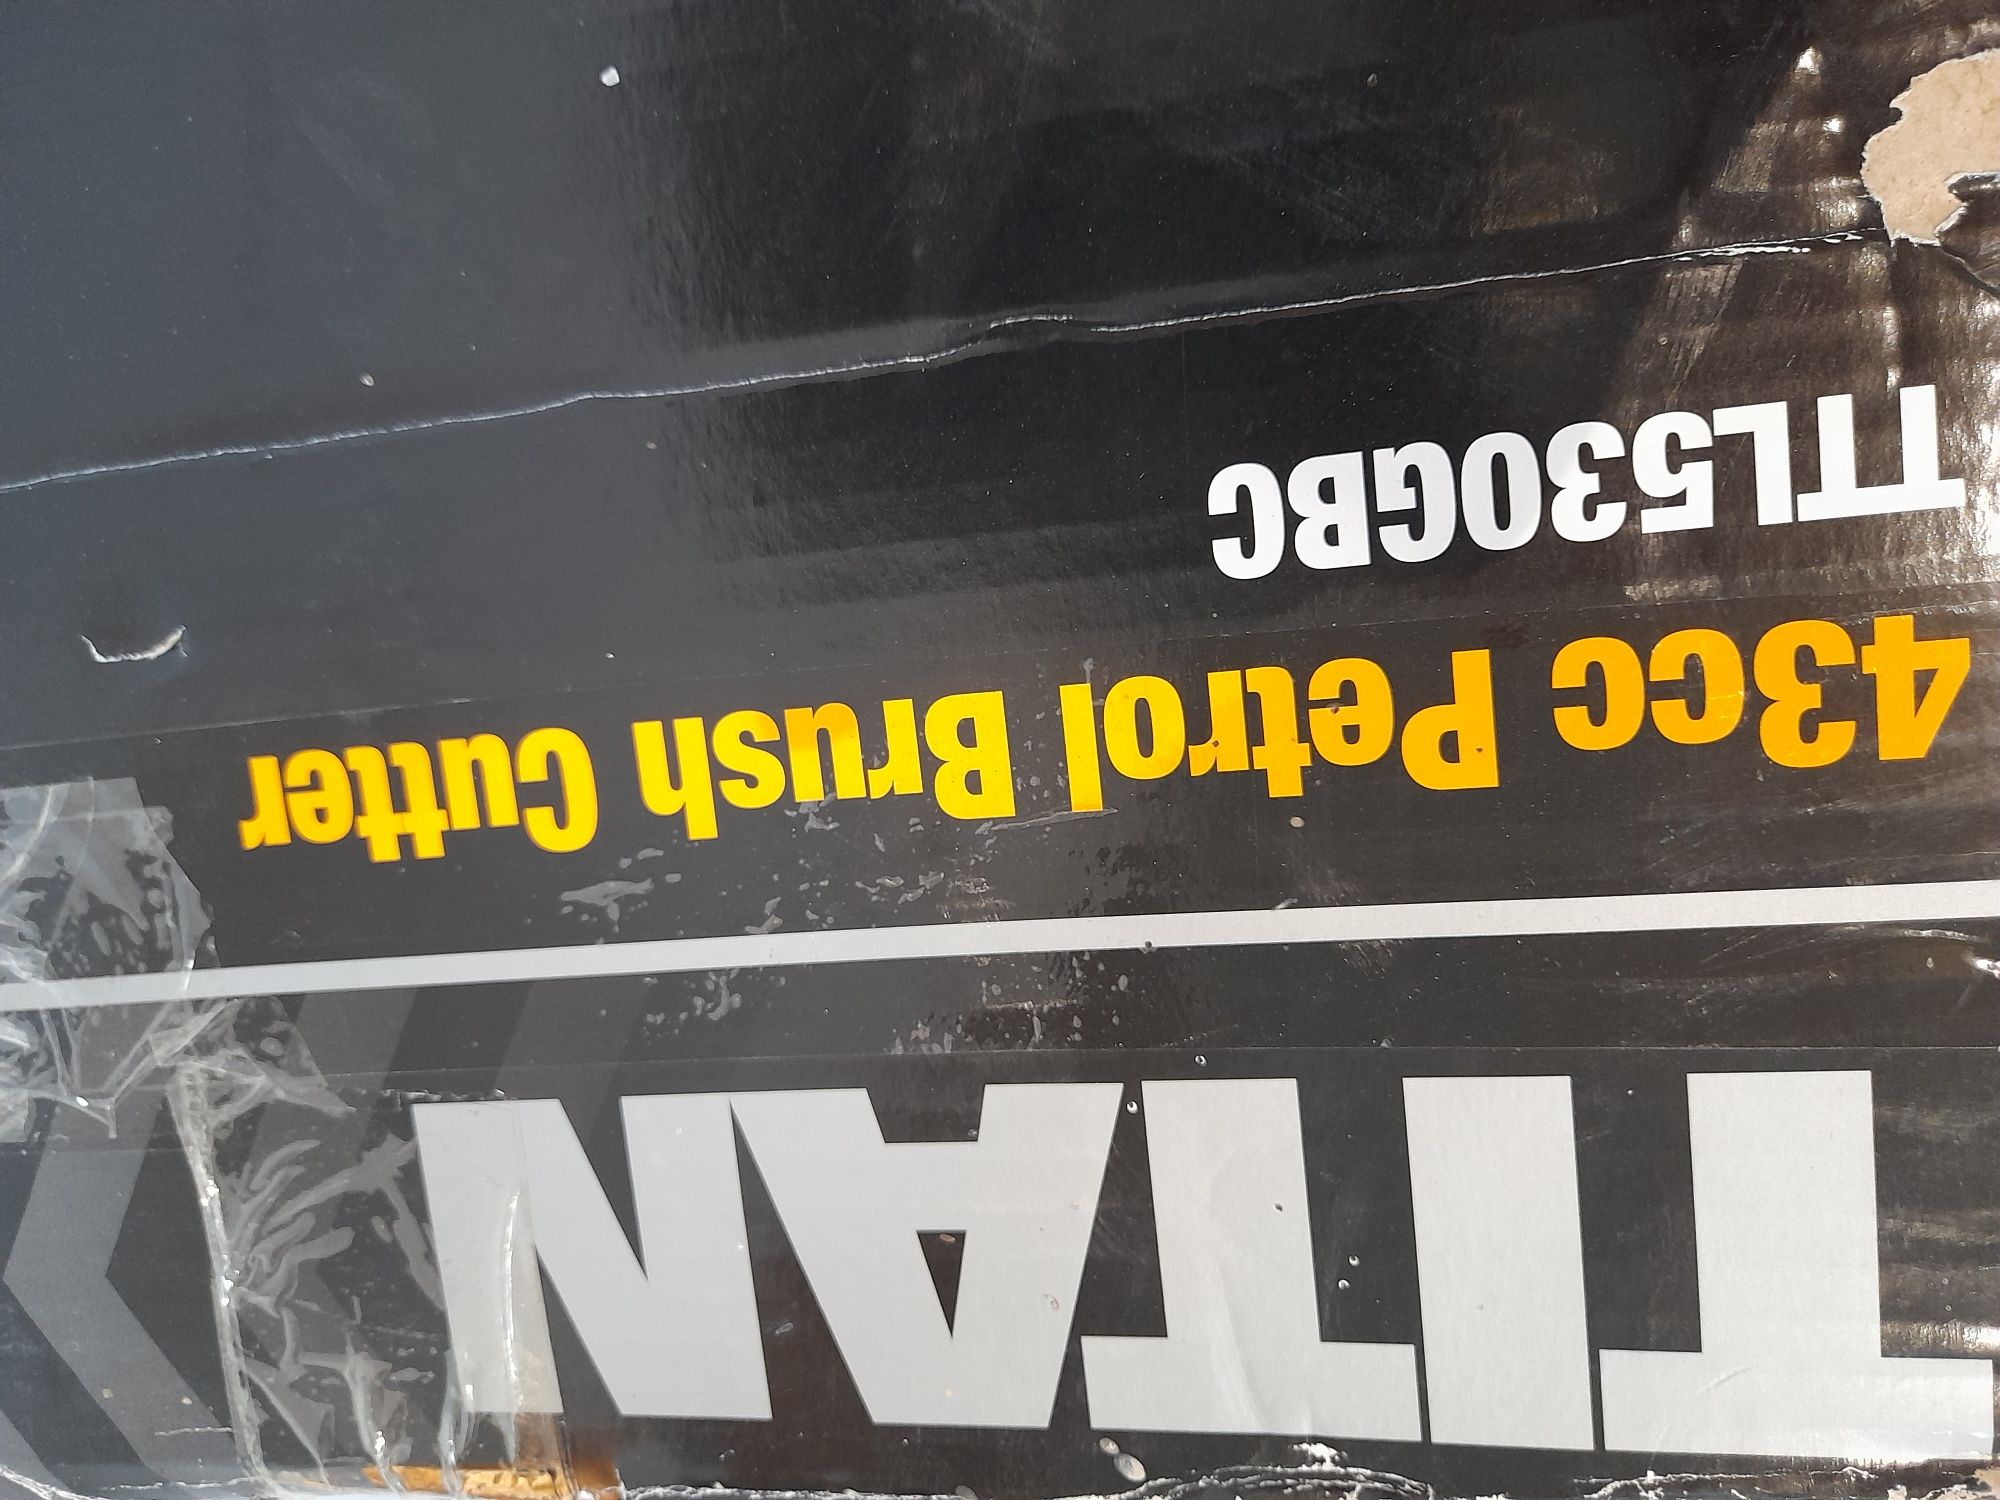 TITAN
43cc Petrol Brush Cutter
TTL530GBC